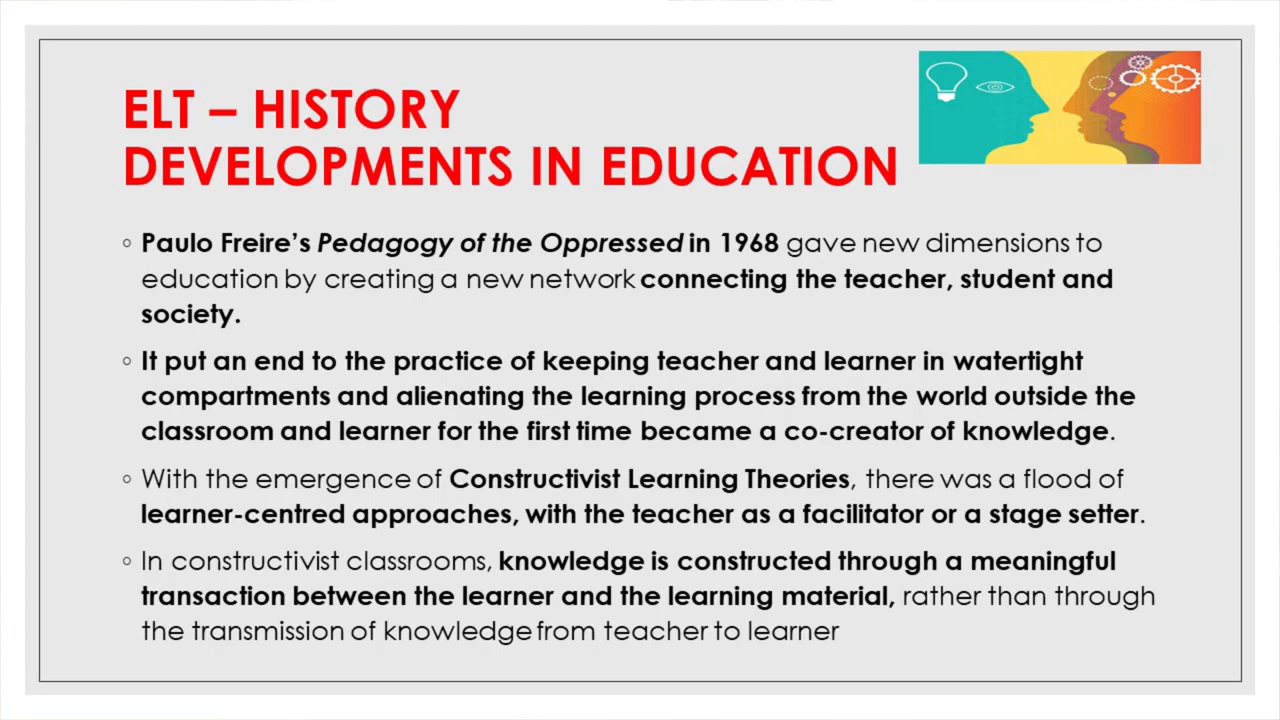 ELT – HISTORY
DEVELOPMENTS IN EDUCATION
◦ Paulo Freire’s Pedagogy of the Oppressed in 1968 gave new dimensions to
education by creating a new network connecting the teacher, student and
society.
◦ It put an end to the practice of keeping teacher and learner in watertight
compartments and alienating the learning process from the world outside the
classroom and learner for the first time became a co-creator of knowledge.
◦ With the emergence of Constructivist Learning Theories, there was a flood of
learner-centred approaches, with the teacher as a facilitator or a stage setter.
◦ In constructivist classrooms, knowledge is constructed through a meaningful
transaction between the learner and the learning material, rather than through
the transmission of knowledge from teacher to learner